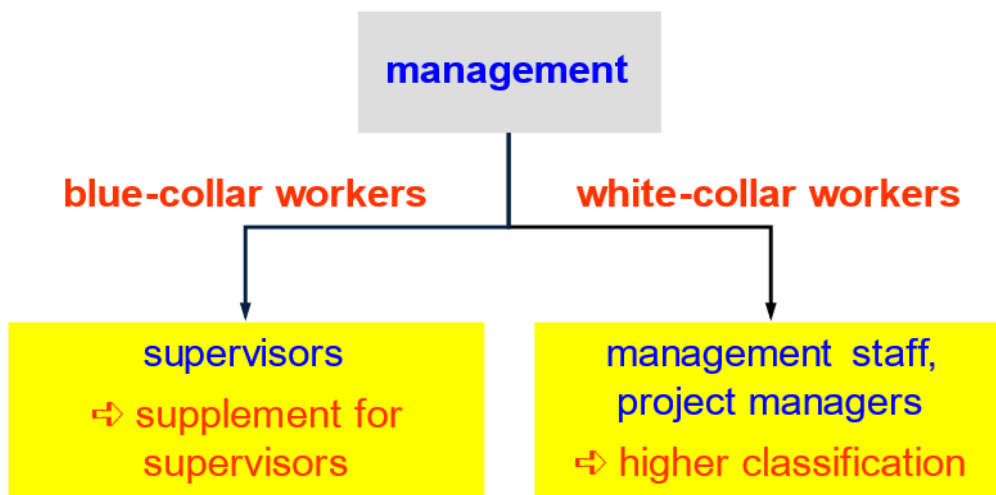 management
blue-collar workers
white-collar workers
supervisors
➪ supplement for
supervisors
management staff,
project managers
➪ higher classification